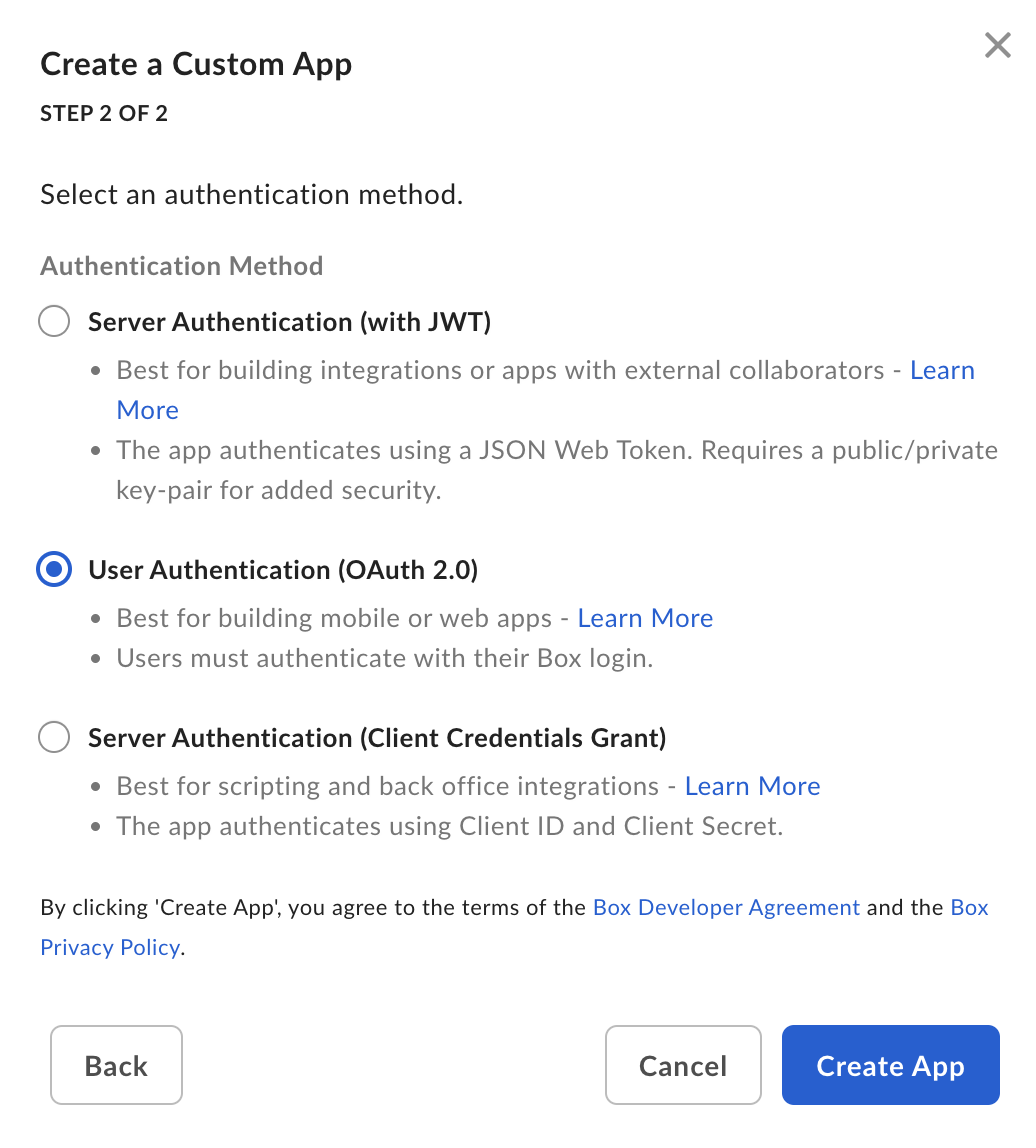 Create a Custom App
STEP 2 OF 2
Select an authentication method.
Authentication Method
Server Authentication (with JWT)
• Best for building integrations or apps with external collaborators - Learn
More
• The app authenticates using a JSON Web Token. Requires a public/private
key-pair for added security.
User Authentication (OAuth 2.0)
• Best for building mobile or web apps - Learn More
• Users must authenticate with their Box login.
Server Authentication (Client Credentials Grant)
• Best for scripting and back office integrations - Learn More
• The app authenticates using Client ID and Client Secret.
By clicking 'Create App', you agree to the terms of the Box Developer Agreement and the Box
Privacy Policy.
Back Cancel Create App